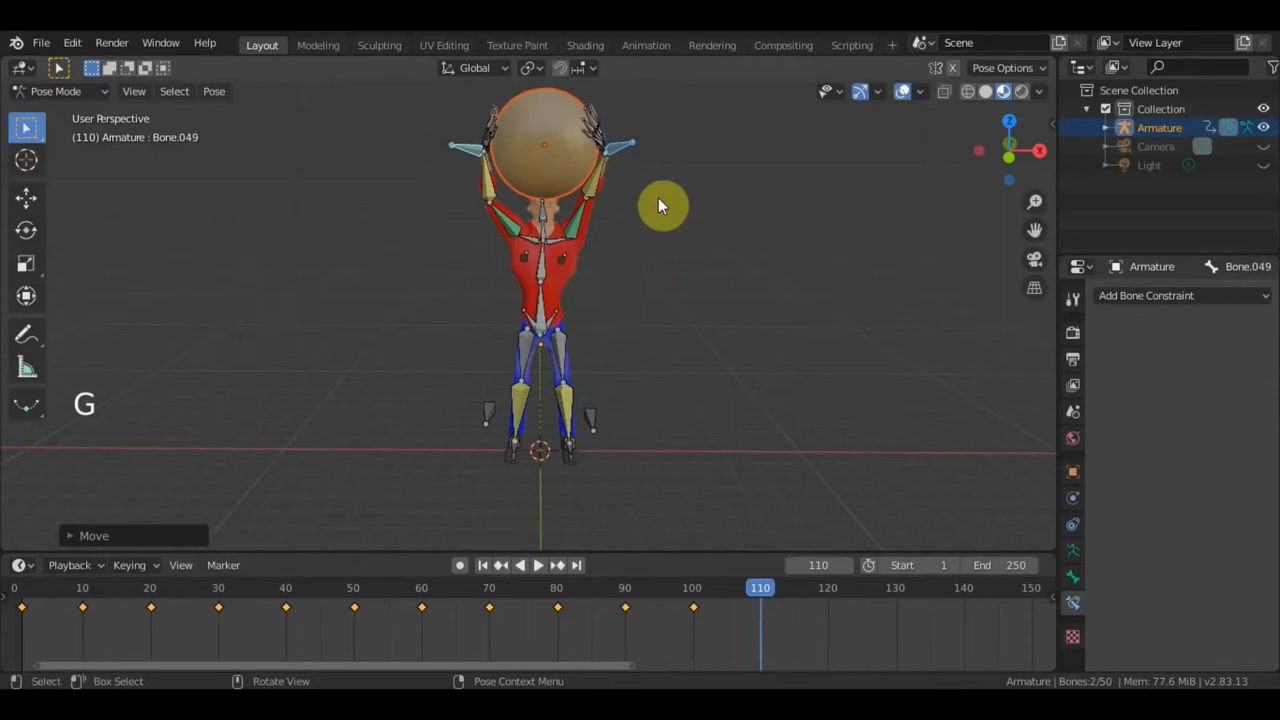 File Edit Render Window Help Layout Modeling Sculpting UV Editing Texture Paint Shading Animation Rendering Compositing Scripting + Scene View Layer
Global Pose Options
Pose Mode View Select Pose
User Perspective
(110) Armature : Bone.049
Z
X
G
Move
Scene Collection
Collection
Armature
Camera
Light
Armature Bone.049
Add Bone Constraint
Playback Keying View Marker 110 Start 1 End 250
0 10 20 30 40 50 60 70 80 90 100 110 120 130 140 150
Select Box Select Rotate View Pose Context Menu Armature | Bones:2/50 | Mem: 77.6 MiB | v2.83.13